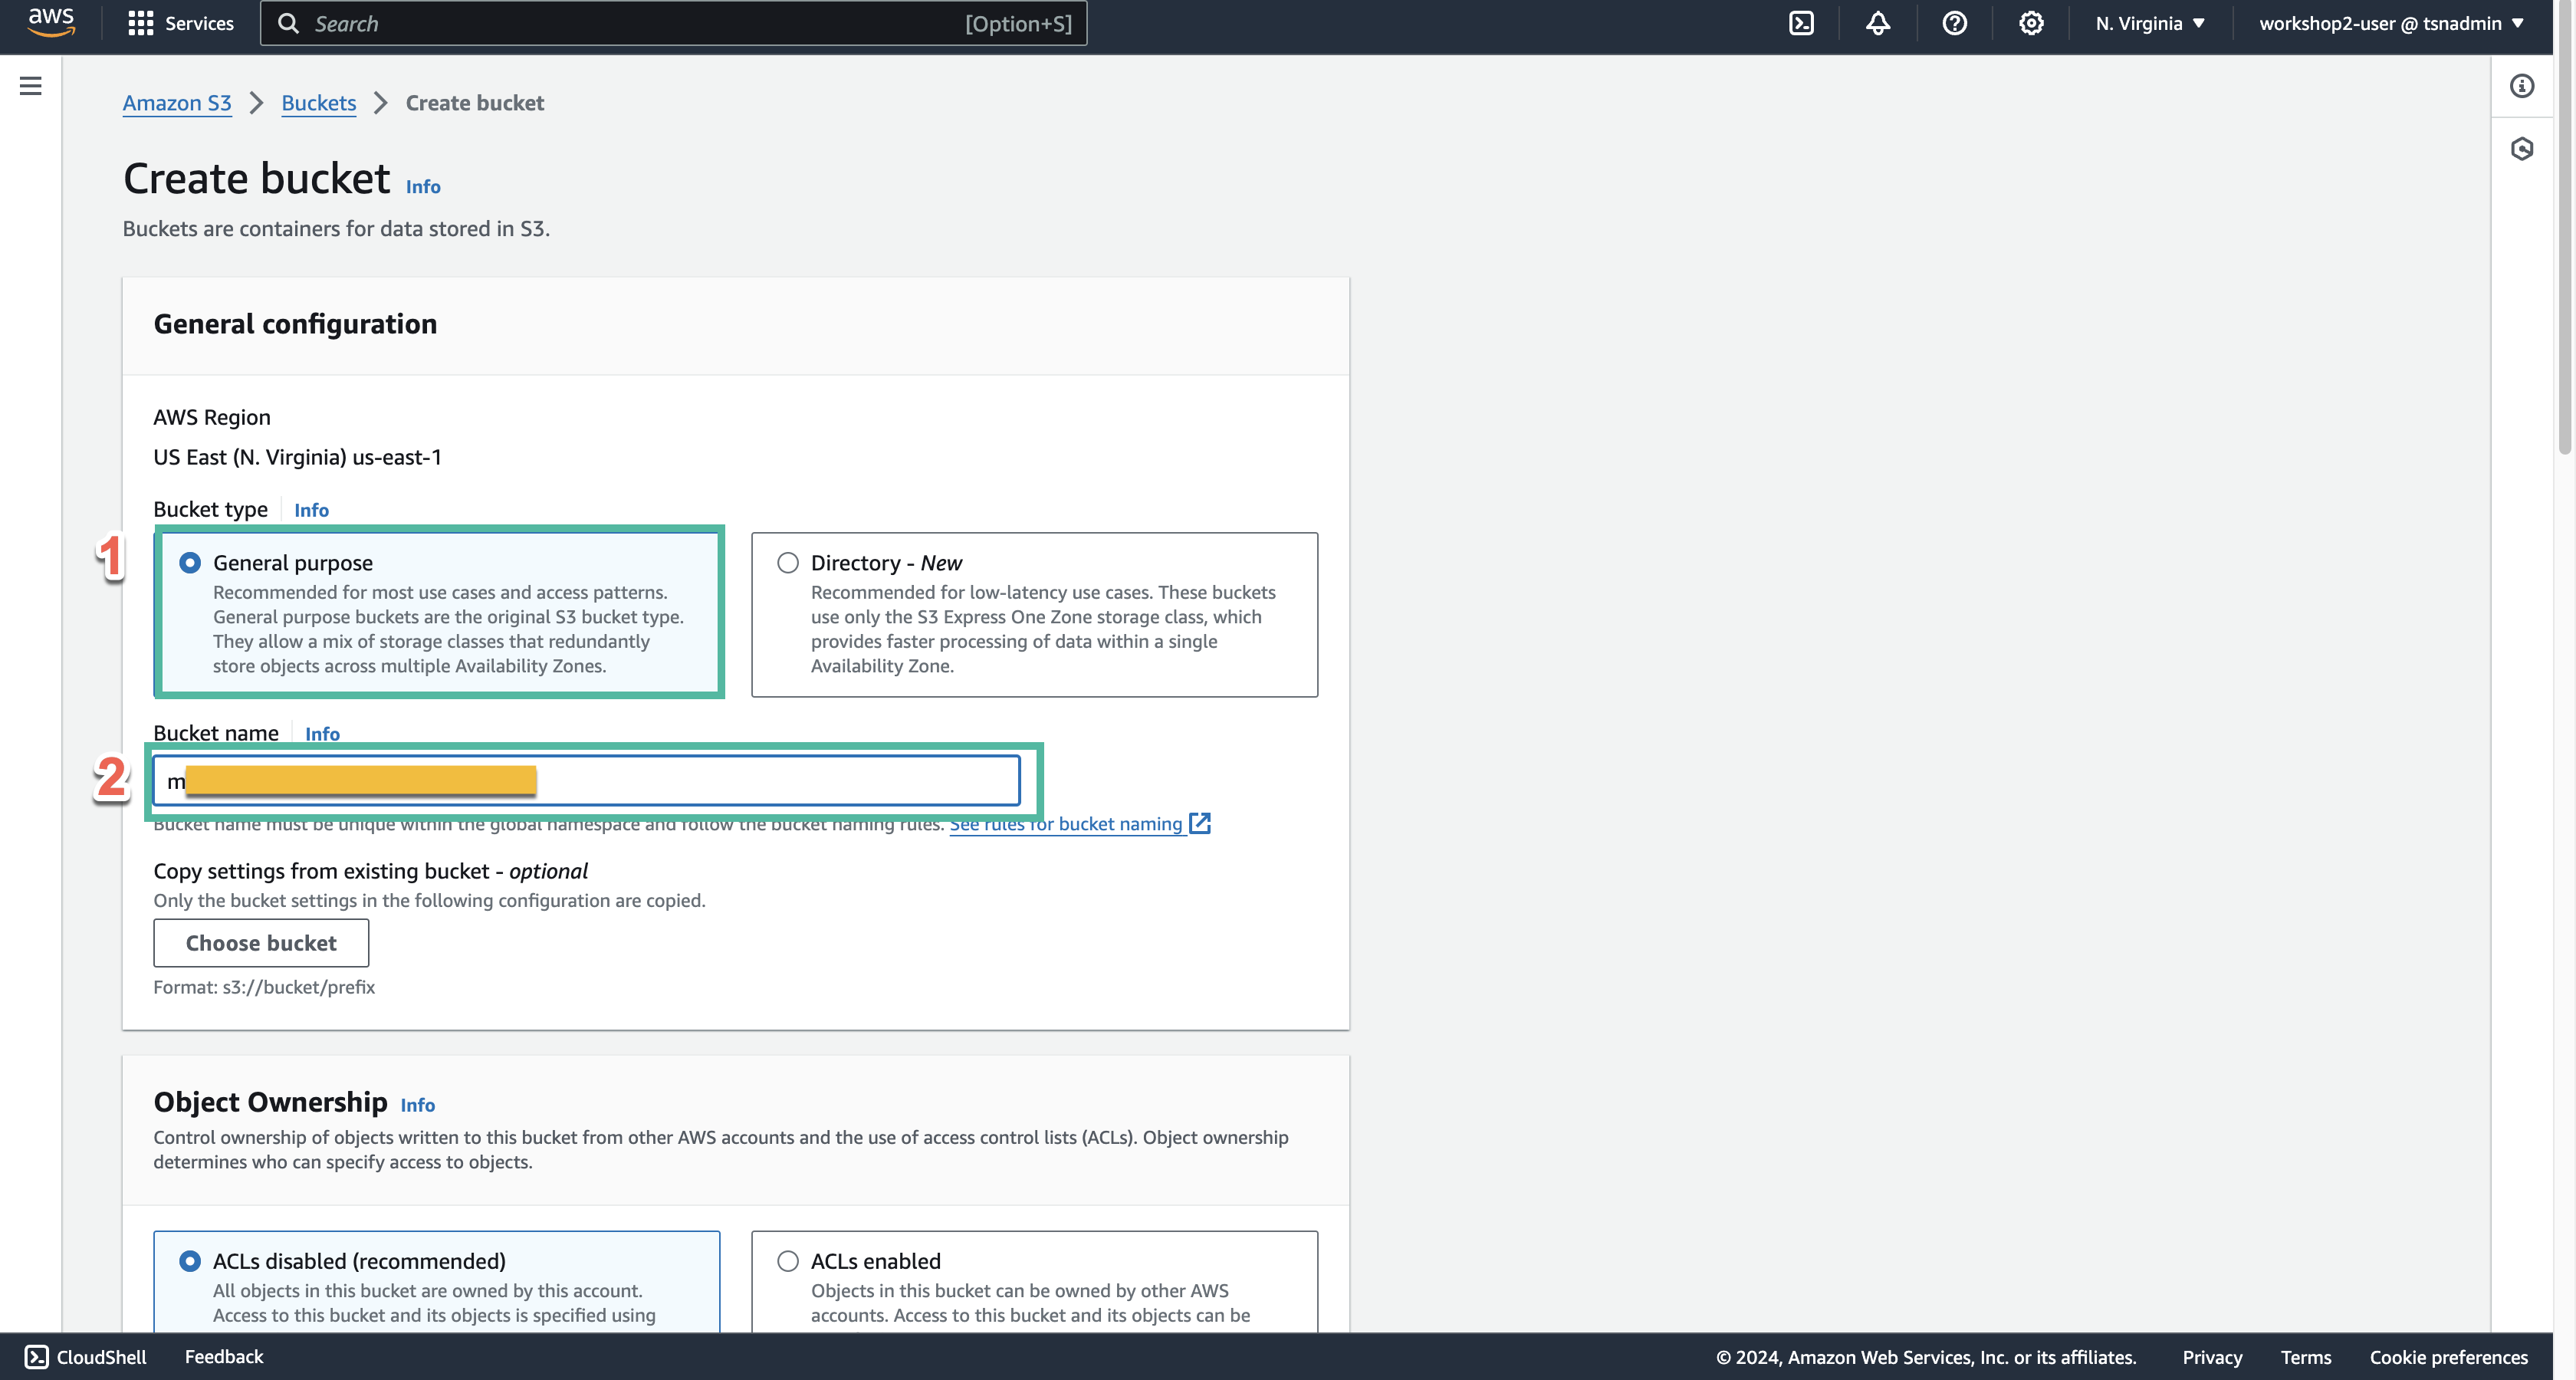 aws
Services
Search
[Option+S]
N. Virginia
workshop2-user @ tsnadmin
Amazon S3
Buckets
Create bucket
Create bucket
Info
Buckets are containers for data stored in S3.
General configuration
AWS Region
US East (N. Virginia) us-east-1
Bucket type
Info
1
General purpose
Recommended for most use cases and access patterns.
General purpose buckets are the original S3 bucket type.
They allow a mix of storage classes that redundantly
store objects across multiple Availability Zones.
Directory - New
Recommended for low-latency use cases. These buckets
use only the S3 Express One Zone storage class, which
provides faster processing of data within a single
Availability Zone.
Bucket name
Info
2
m
Bucket name must be unique within the global namespace and follow the bucket naming rules. See rules for bucket naming
Copy settings from existing bucket - optional
Only the bucket settings in the following configuration are copied.
Choose bucket
Format: s3://bucket/prefix
Object Ownership
Info
Control ownership of objects written to this bucket from other AWS accounts and the use of access control lists (ACLs). Object ownership
determines who can specify access to objects.
ACLs disabled (recommended)
All objects in this bucket are owned by this account.
Access to this bucket and its objects is specified using
ACLs enabled
Objects in this bucket can be owned by other AWS
accounts. Access to this bucket and its objects can be
CloudShell
Feedback
© 2024, Amazon Web Services, Inc. or its affiliates.
Privacy
Terms
Cookie preferences